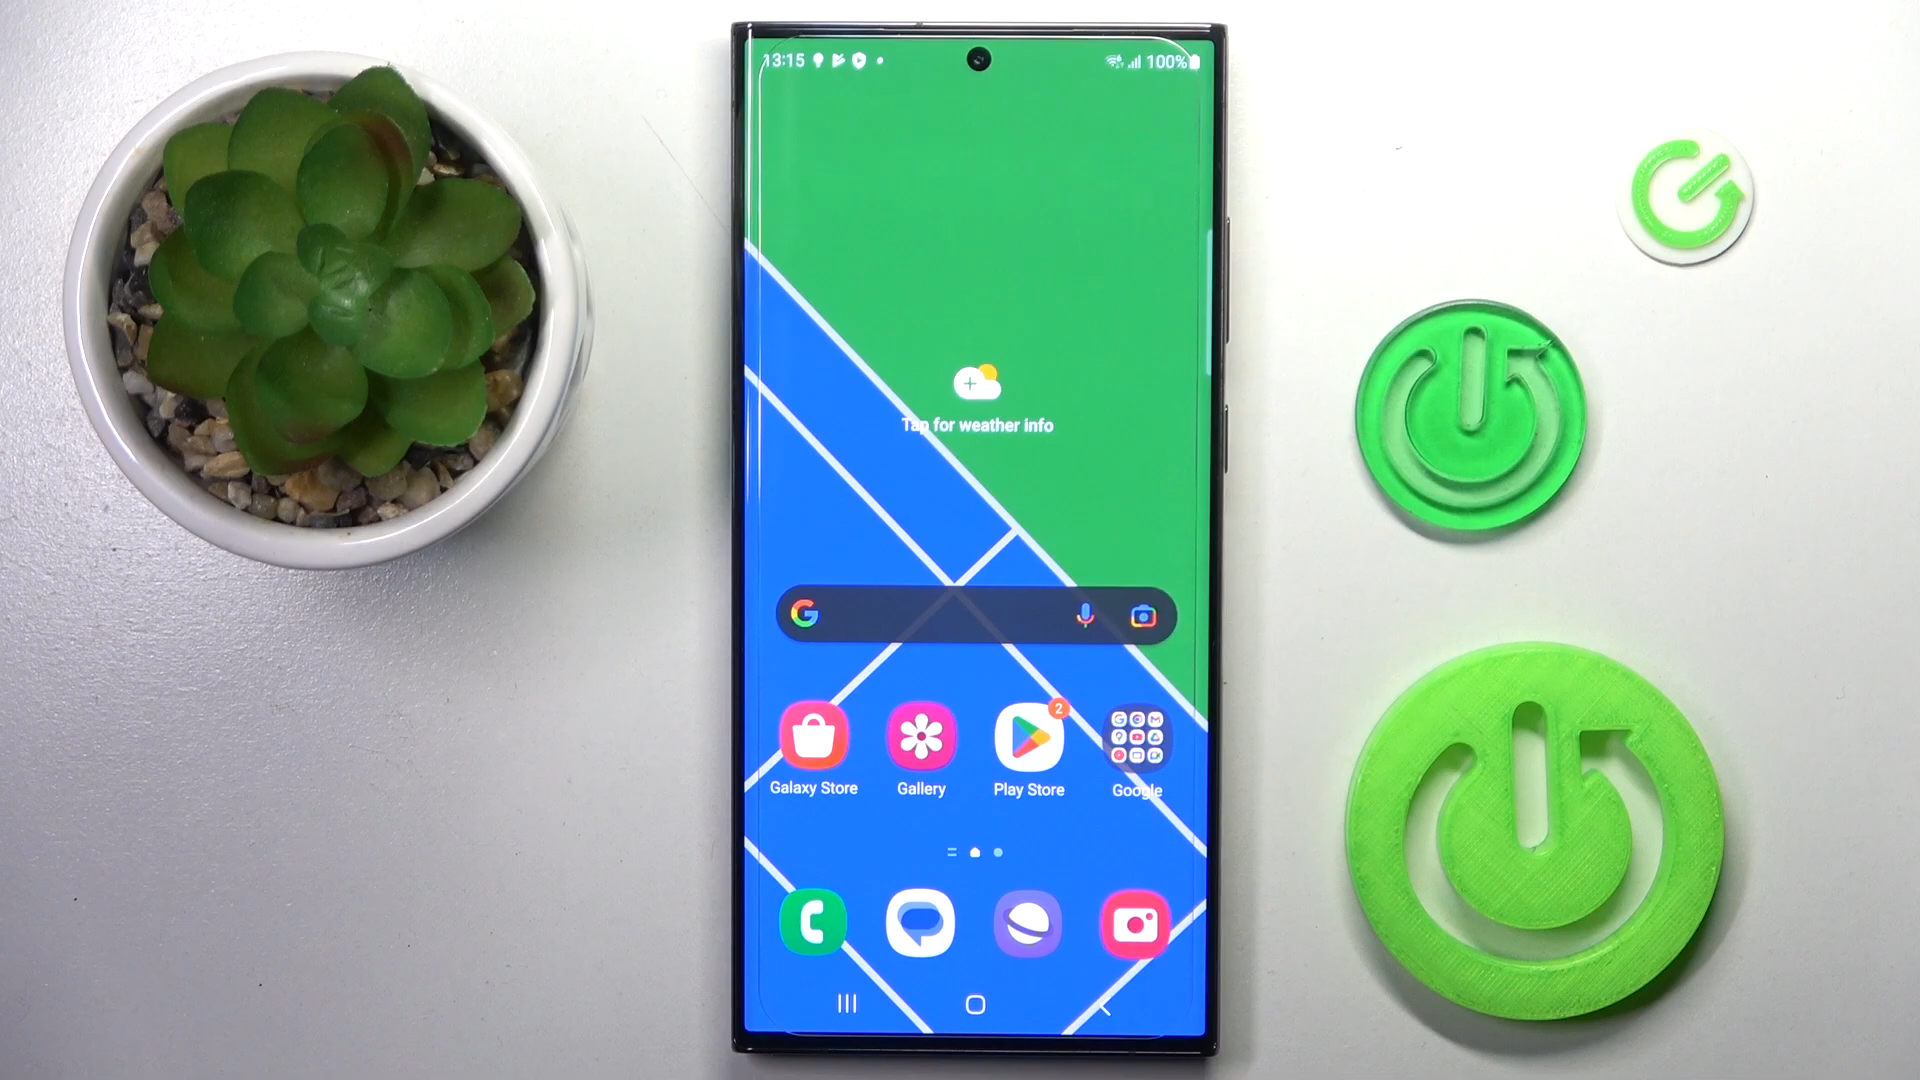 13:15
100%
Tap for weather info
2
Galaxy Store
Gallery
Play Store
Google